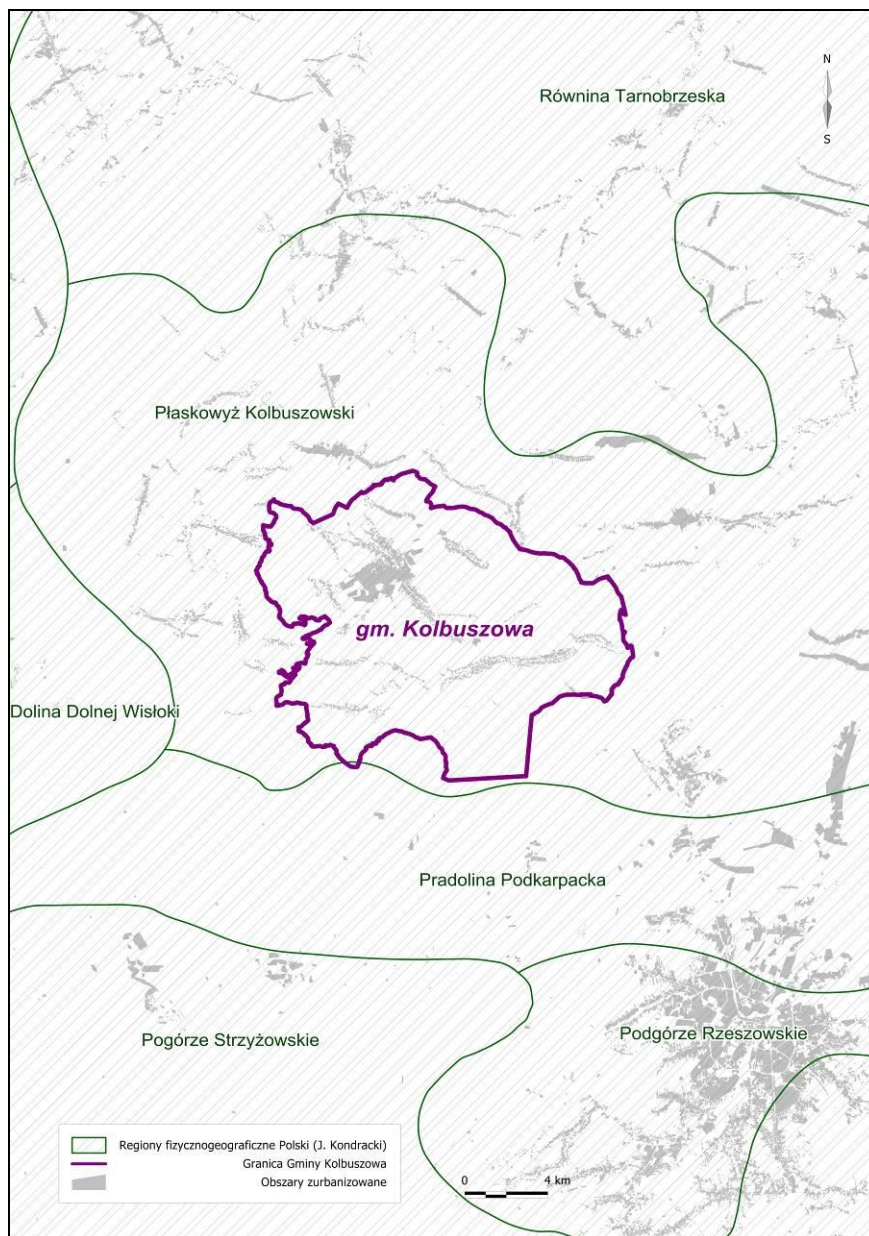 Równina Tarnobrzeska
N
S
Płaskowyż Kolbuszowski
gm. Kolbuszowa
Dolina Dolnej Wisłoki
Pradolina Podkarpacka
Pogórze Strzyżowskie
Podgórze Rzeszowskie
Regiony fizycznogeograficzne Polski (J. Kondracki)
Granica Gminy Kolbuszowa
Obszary zurbanizowane
0 4 km